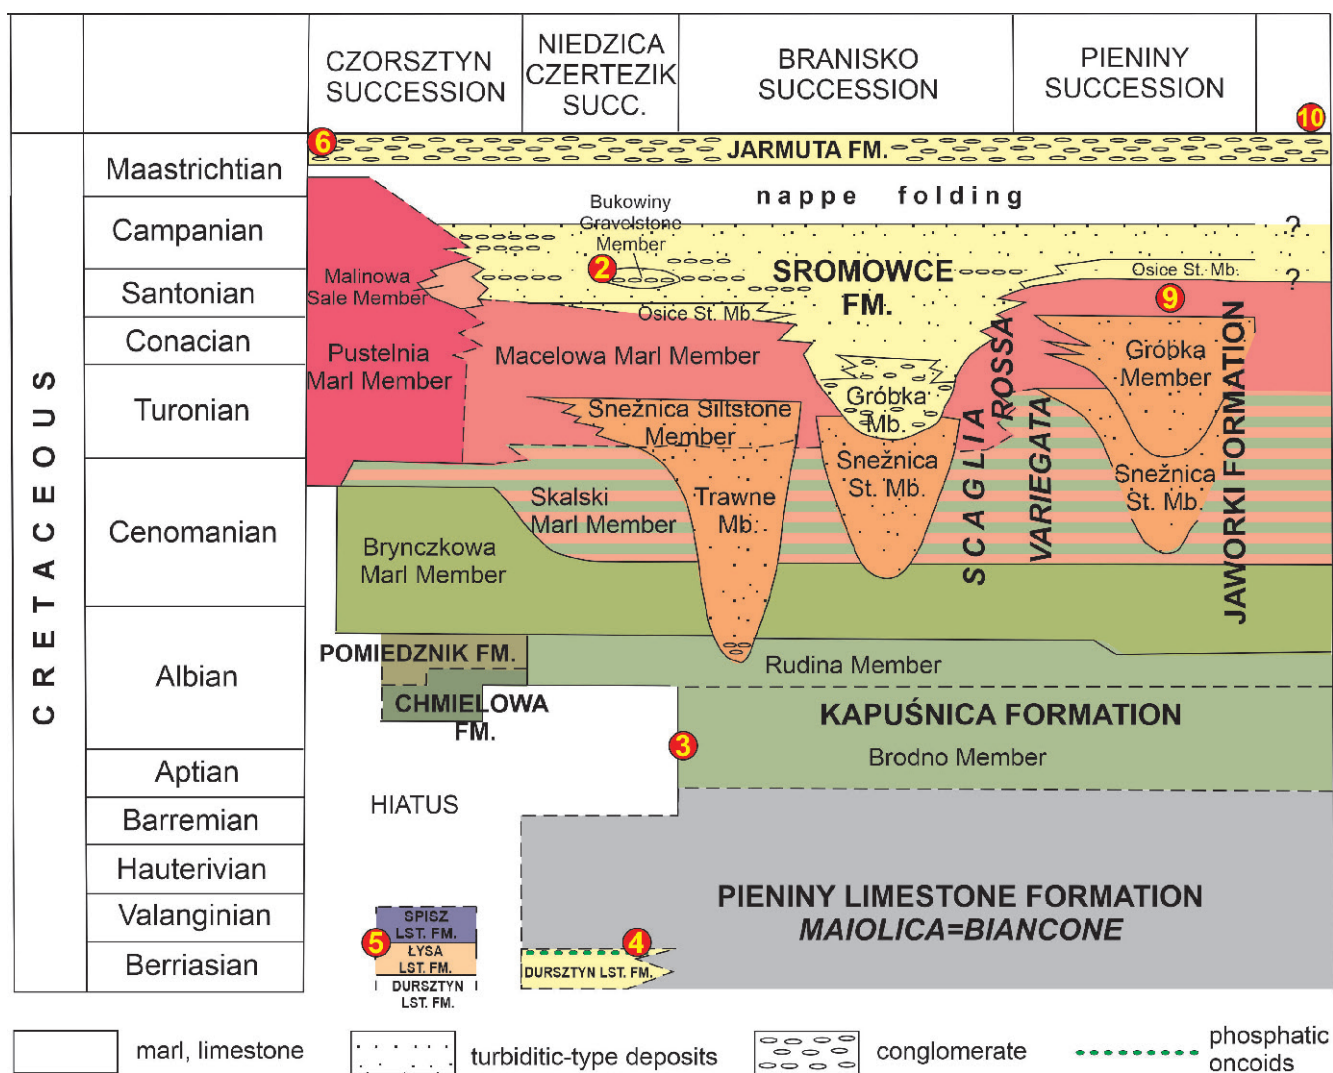 CZORSZTYN
SUCCESSION
NIEDZICA
CZERTEZIK
SUCC.
BRANISKO
SUCCESSION
PIENINY
SUCCESSION
10
6
JARMUTA FM.
CRETACEOUS
Maastrichtian
nappe folding
Campanian
Bukowiny
Gravelstone
Member
?
2
Malinowa
Sale Member
SROMOWCE
FM.
Osice St. Mb.
?
Santonian
9
Osice St. Mb.
Conacian
Pustelnia
Marl Member
Macelowa Marl Member
Gróbka
Member
Turonian
Snežnica Siltstone
Member
Gróbka
Mb.
SCAGLIA
ROSSA
VARIEGATA
JAWORKI FORMATION
Cenomanian
Skalski
Marl Member
Trawne
Mb.
Snežnica
St. Mb.
Snežnica
St. Mb.
Brynczkowa
Marl Member
Albian
POMIEDZNIK FM.
Rudina Member
CHMIELOWA
FM.
KAPUŚNICA FORMATION
3
Brodno Member
Aptian
HIATUS
Barremian
Hauterivian
PIENINY LIMESTONE FORMATION
MAIOLICA=BIANCONE
Valanginian
SPISZ
LST. FM.
5
ŁYSA
LST. FM.
4
Berriasian
DURSZTYN
LST. FM.
DURSZTYN LST. FM.
marl, limestone
turbiditic-type deposits
conglomerate
phosphatic
oncoids